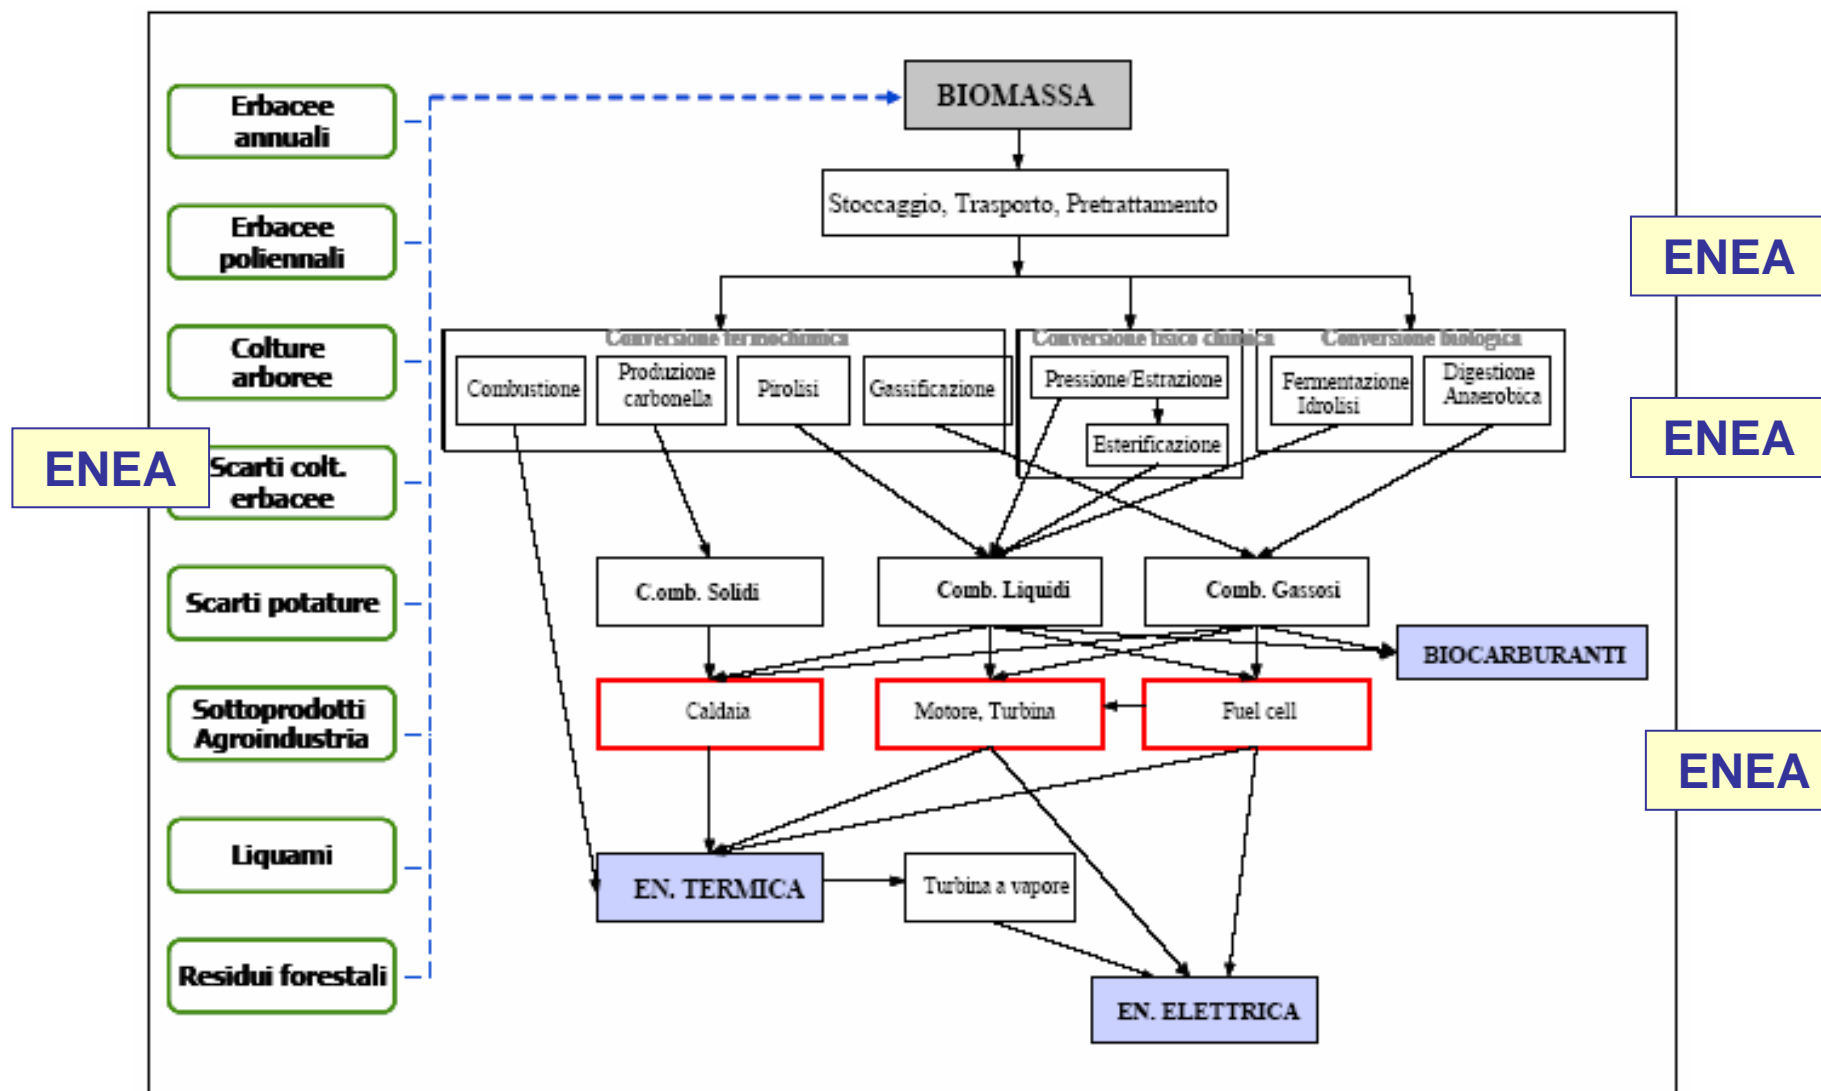 BIOMASSA
Erbacee
annuali
Stoccaggio, Trasporto, Pretrattamento
Erbacee
poliennali
ENEA
Conversione termochimica
Conversione fisico chimica
Conversione biologica
Colture
arboree
Combustione
Produzione
carbonella
Pirolisi
Gassificazione
Pressione/Estrazione
Esterificazione
Fermentazione
Idrolisi
Digestione
Anaerobica
ENEA
ENEA
Scarti colt.
erbacee
Scarti potature
C.omb. Solidi
Comb. Liquidi
Comb. Gassosi
BIOCARBURANTI
Sottoprodotti
Agroindustria
Caldaia
Motore, Turbina
Fuel cell
ENEA
Liquami
EN. TERMICA
Turbina a vapore
Residui forestali
EN. ELETTRICA